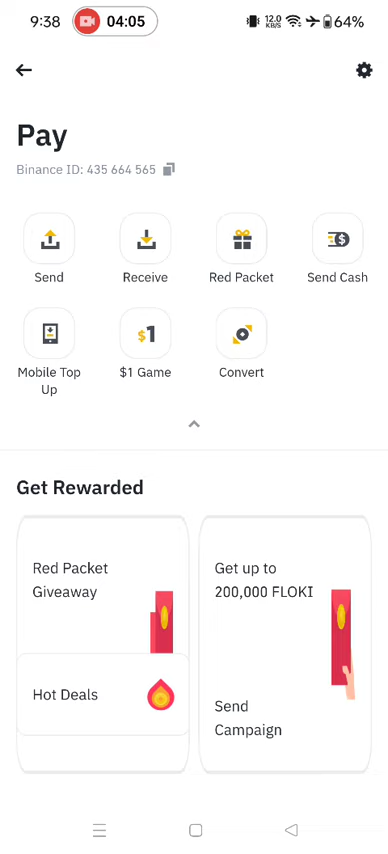 9:38 04:05 12.0 KB/S 64%
Pay
Binance ID: 435 664 565
Send Receive Red Packet Send Cash
Mobile Top Up $1 Game Convert
Get Rewarded
Red Packet
Giveaway
Hot Deals
Get up to
200,000 FLOKI
Send
Campaign